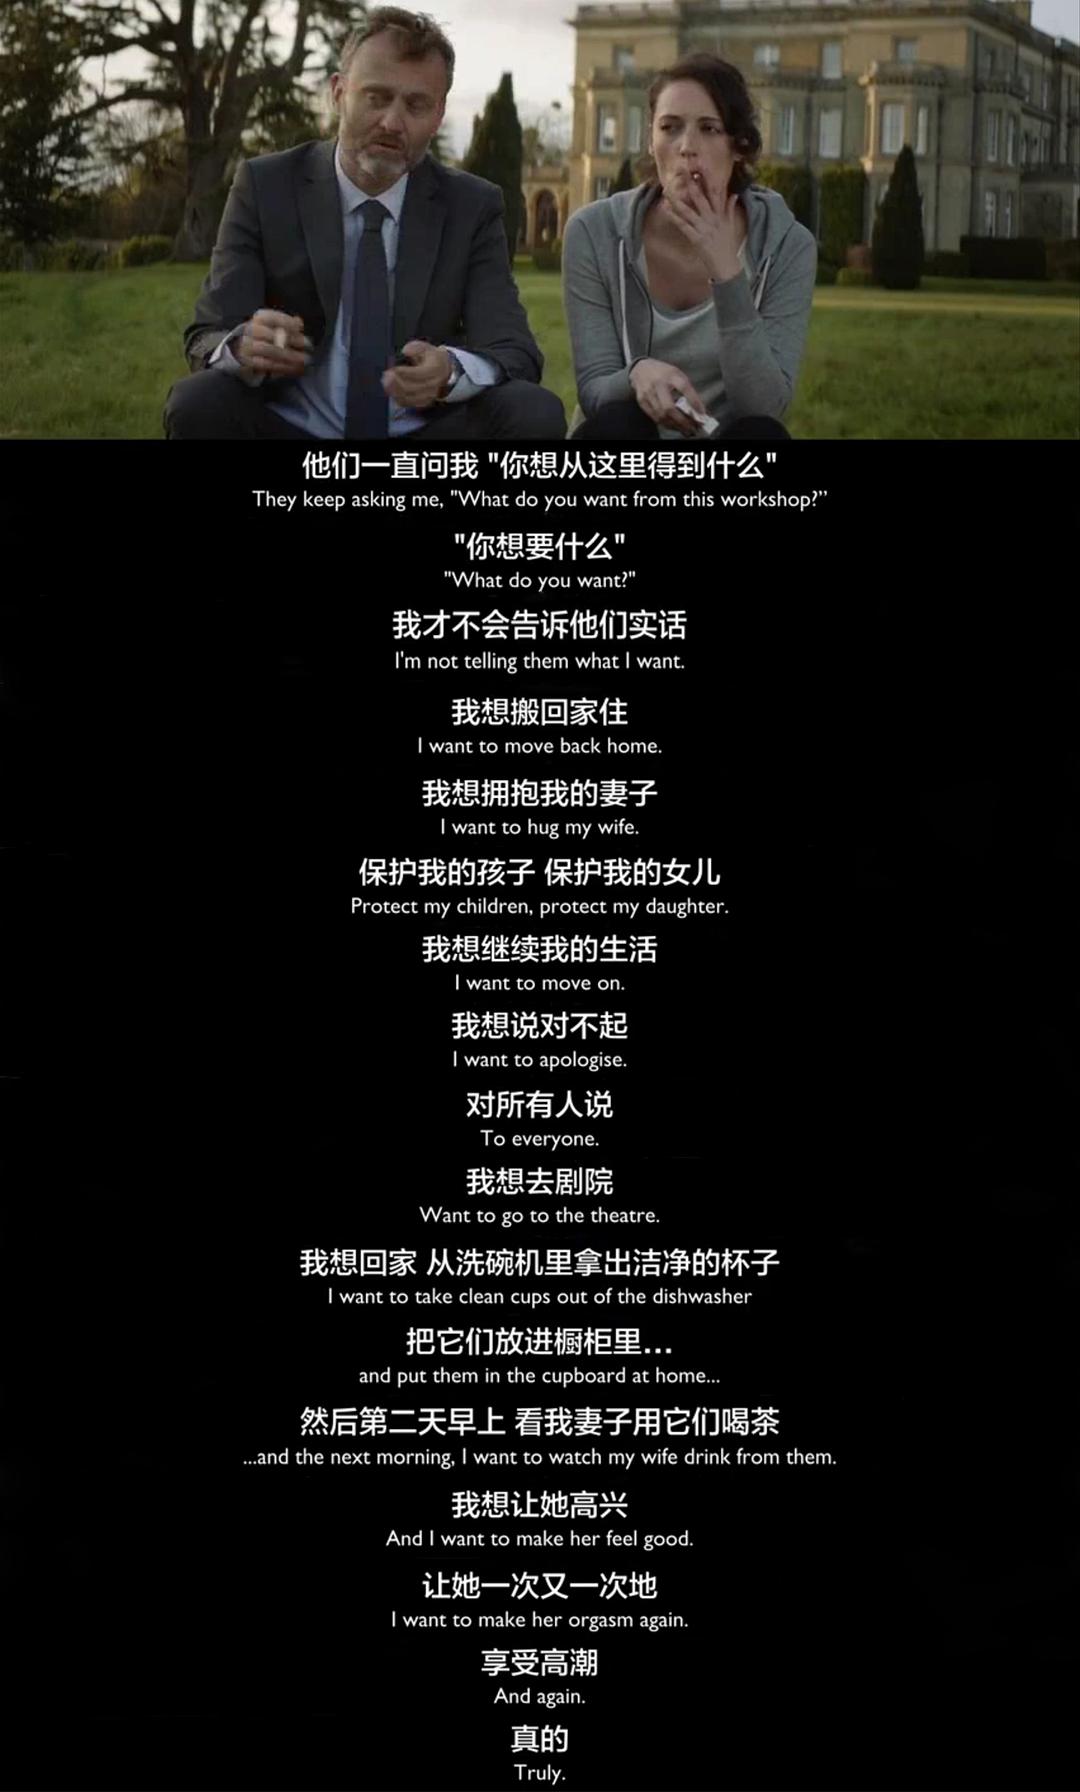 他们一直问我 "你想从这里得到什么"
They keep asking me, "What do you want from this workshop?”
"你想要什么"
"What do you want?"
我才不会告诉他们实话
I'm not telling them what I want.
我想搬回家住
I want to move back home.
我想拥抱我的妻子
I want to hug my wife.
保护我的孩子 保护我的女儿
Protect my children, protect my daughter.
我想继续我的生活
I want to move on.
我想说对不起
I want to apologise.
对所有人说
To everyone.
我想去剧院
Want to go to the theatre.
我想回家 从洗碗机里拿出洁净的杯子
I want to take clean cups out of the dishwasher
把它们放进橱柜里...
and put them in the cupboard at home...
然后第二天早上 看我妻子用它们喝茶
...and the next morning, I want to watch my wife drink from them.
我想让她高兴
And I want to make her feel good.
让她一次又一次地
I want to make her orgasm again.
享受高潮
And again.
真的
Truly.